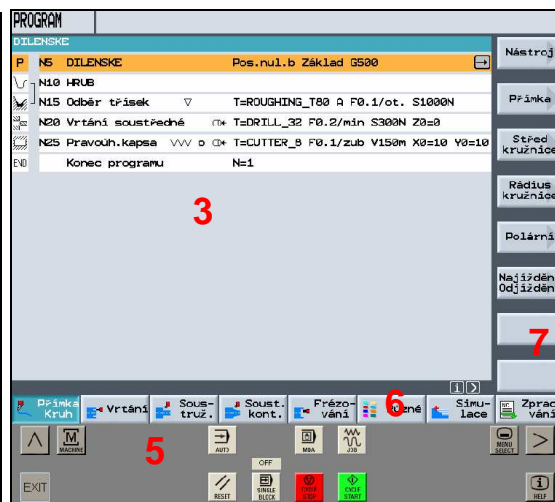 PROGRAM
DILENSKE
P N5 DILENSKE Pos.nul.b Základ G500
N10 HRUB
N15 Odběr třísek ▽ T=ROUGHING_T80 A F0.1/ot. S1000N
N20 Vrtání soustředné T=DRILL_32 F0.2/min S300N Z0=0
N25 Pravoúh.kapsa T=CUTTER_8 F0.1/zub V150m X0=10 Y0=10
END Konec programu N=1
3
Nástroj
Přímka
Střed
kružnice
Rádius
kružnice
Polární
Najíždění
Odjíždění
7
Přímka
Kruh
Vrtání
Sous-
truž.
Soust.
kont.
Frézo-
vání
6
Simu-
lace
NC
Zprac
vání
5
MACHINE
AUTO
MDA
JOG
MENU
SELECT
EXIT
RESET
OFF
SINGLE
BLOCK
CYCLE
STOP
CYCLE
START
HELP